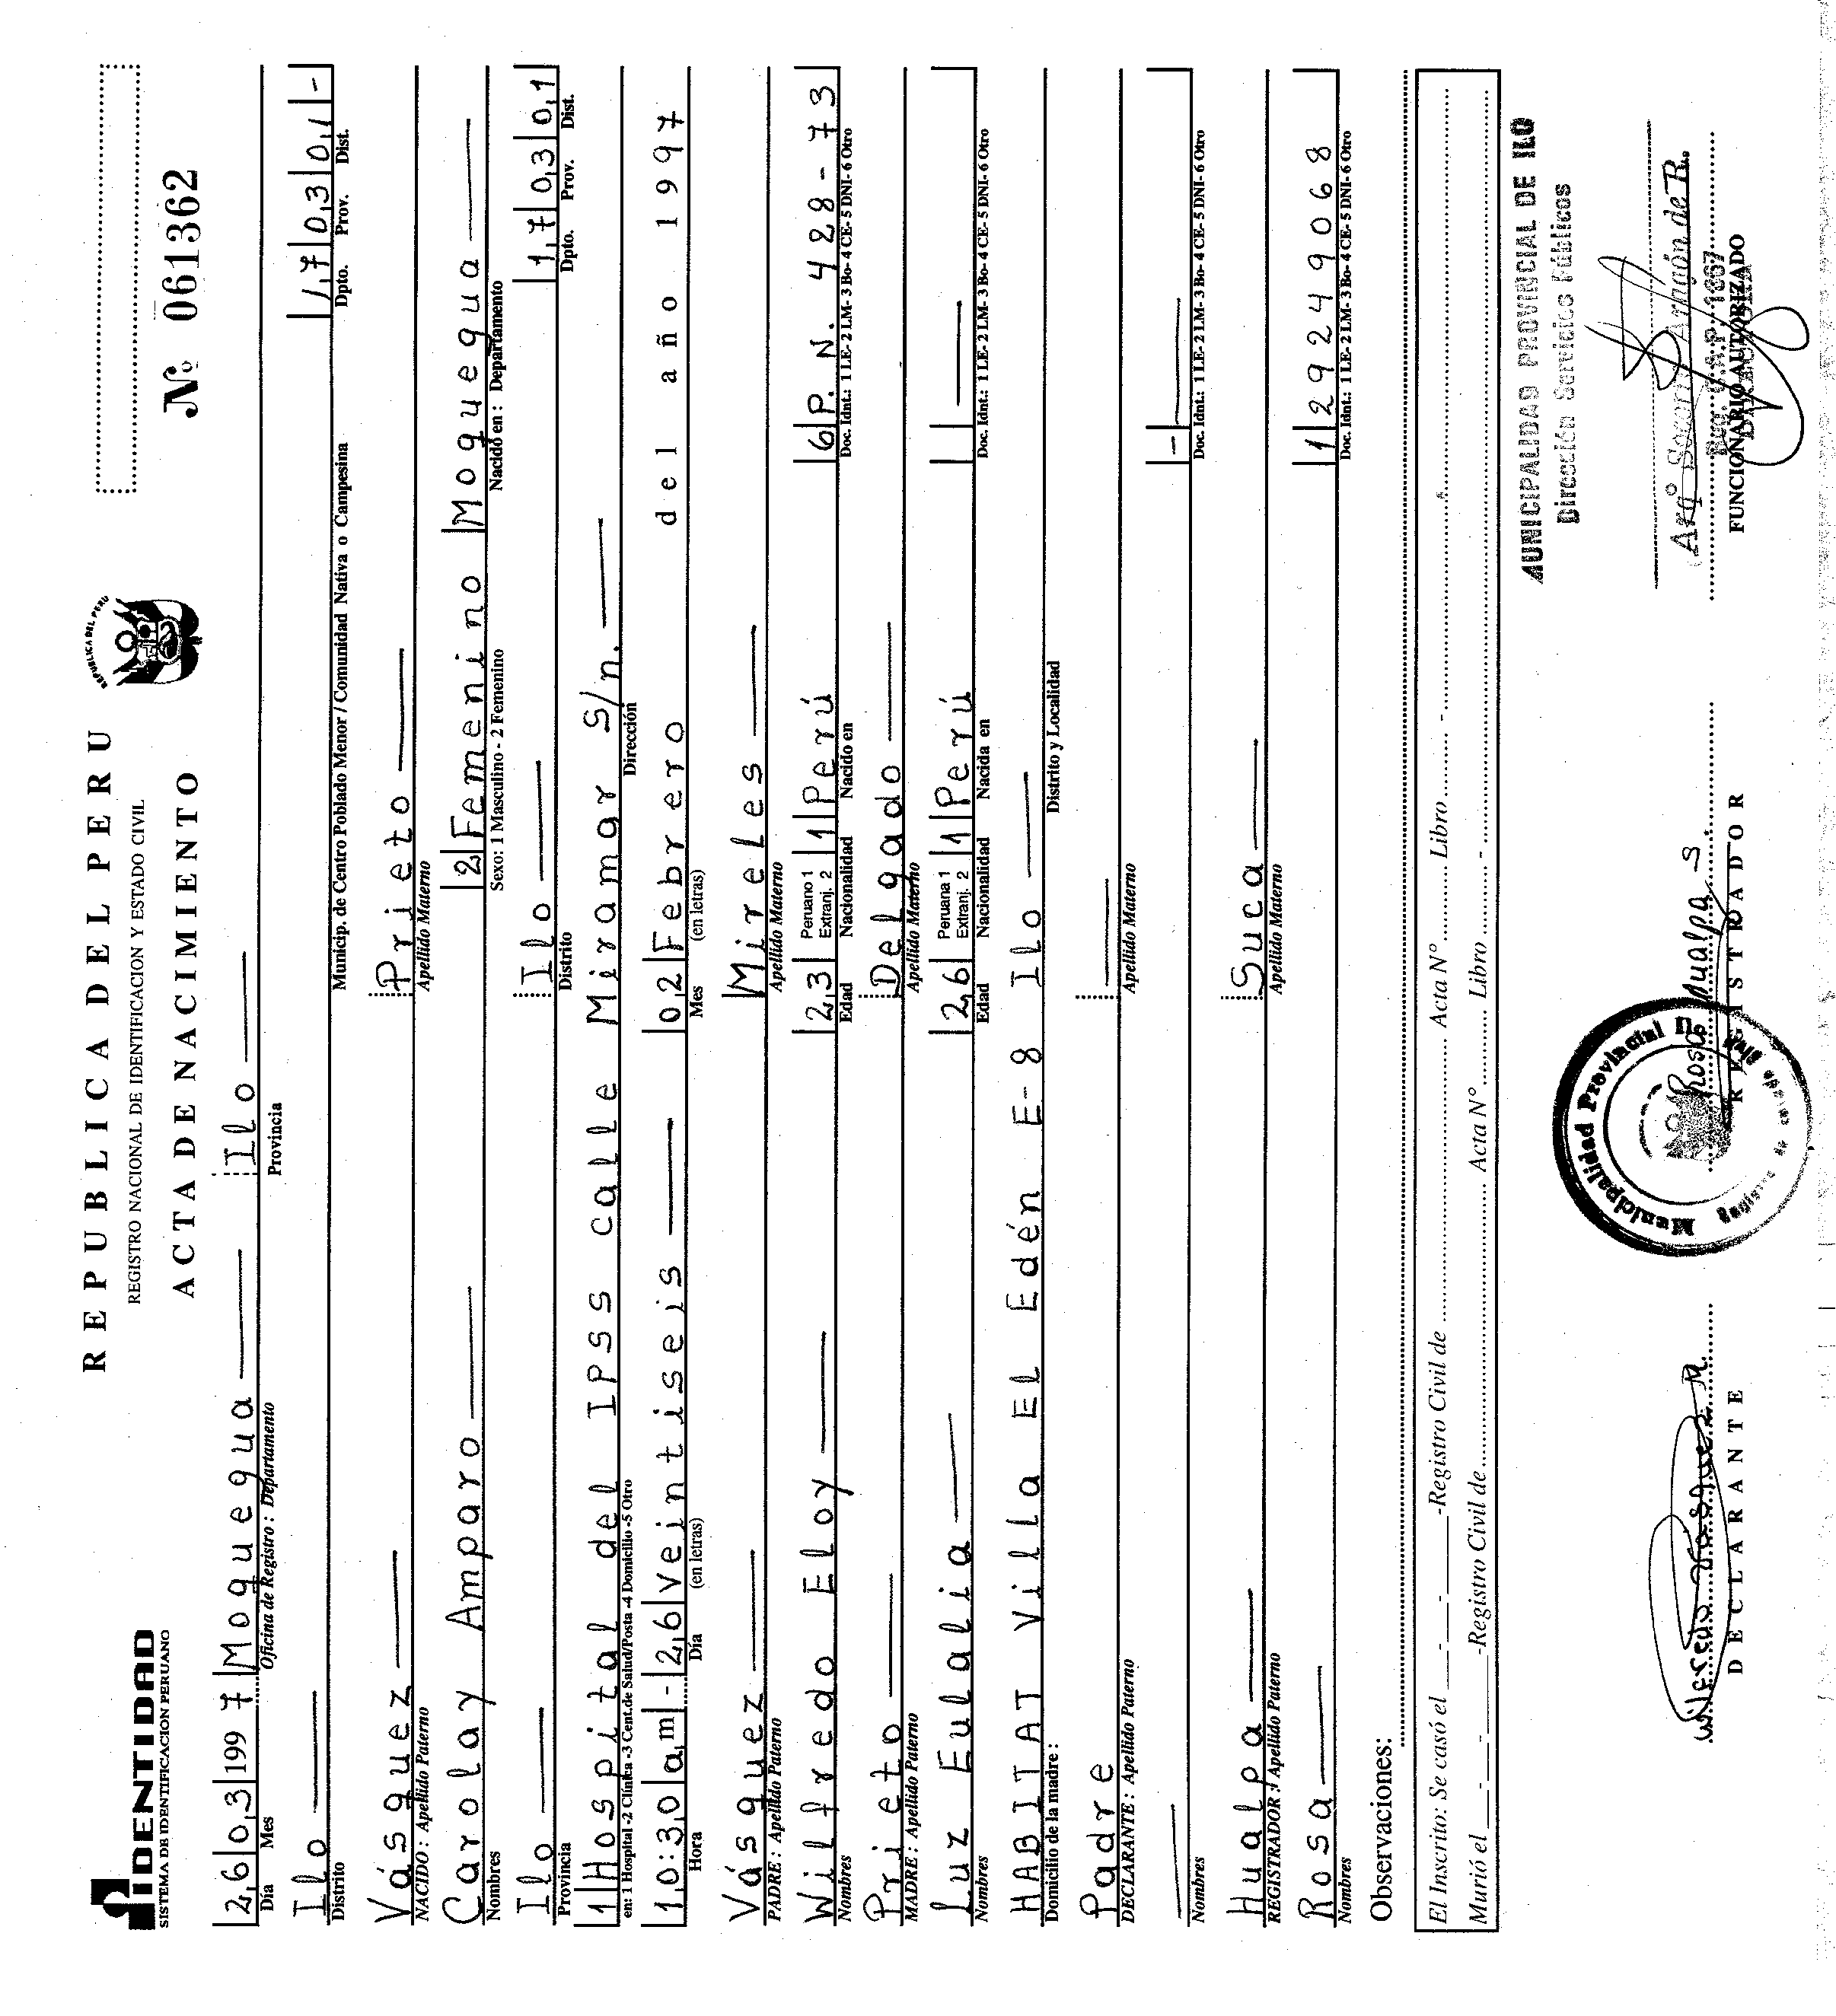 IDENTIDAD
SISTEMA DE IDENTIFICACION PERUANO
REPUBLICA DEL PERU
REPUBLICA DEL PERU
REGISTRO NACIONAL DE IDENTIFICACION Y ESTADO CIVIL
ACTA DE NACIMIENTO
Nº 061362
26 03 1997 Moquegua Ilo
Día Mes Oficina de Registro : Departamento Provincia
Ilo 17 03 01 -
Distrito Municip. de Centro Poblado Menor / Comunidad Nativa o Campesina Dpto. Prov. Dist.
Vásquez Prieto
NACIDO : Apellido Paterno Apellido Materno
Carolay Amparo 2 Femenino Moquegua
Nombres Sexo: 1 Masculino - 2 Femenino Nacido en : Departamento
Ilo Ilo 17 03 01
Provincia Distrito Dpto. Prov. Dist.
1 Hospital del IPSS calle Miramar S/n.
en: 1 Hospital -2 Clínica -3 Cent.de Salud/Posta -4 Domicilio -5 Otro Dirección
10:30 am - 26 veintiseis 02 Febrero del año 1997
Hora Día (en letras) Mes (en letras)
Vásquez Mireles
PADRE : Apellido Paterno Apellido Materno
Wilfredo Eloy 23 Peruano 1 Extranj. 2 1 Perú 6 P. N. 428-73
Nombres Edad Nacionalidad Nacido en Doc. Idnt.: 1 LE- 2 LM- 3 Bo- 4 CE- 5 DNI- 6 Otro
Prieto Delgado
MADRE : Apellido Paterno Apellido Materno
Luz Eulalia 26 Peruana 1 Extranj. 2 1 Perú
Nombres Edad Nacionalidad Nacida en Doc. Idnt.: 1 LE- 2 LM- 3 Bo- 4 CE- 5 DNI- 6 Otro
HABITAT Villa El Edén E-8 Ilo
Domicilio de la madre : Distrito y Localidad
Padre
DECLARANTE : Apellido Paterno Apellido Materno
-
Nombres Doc. Idnt.: 1 LE- 2 LM- 3 Bo- 4 CE- 5 DNI- 6 Otro
Hualpa Suca
REGISTRADOR : Apellido Paterno Apellido Materno
Rosa 1 29249068
Nombres Doc. Idnt.: 1 LE- 2 LM- 3 Bo- 4 CE- 5 DNI- 6 Otro
Observaciones:
El Inscrito: Se casó el - - -Registro Civil de Acta Nº Libro -
Murió el - - -Registro Civil de Acta Nº Libro -
MUNICIPALIDAD PROVINCIAL DE ILO
Dirección Servicios Públicos
Municipalidad Provincial De
Wilfredo Vasquez M.
Rosa Hualpa S.
Arqº Socorro de R.
Reg. C.A.P. 1667
DECLARANTE REGISTRADOR FUNCIONARIO AUTORIZADO